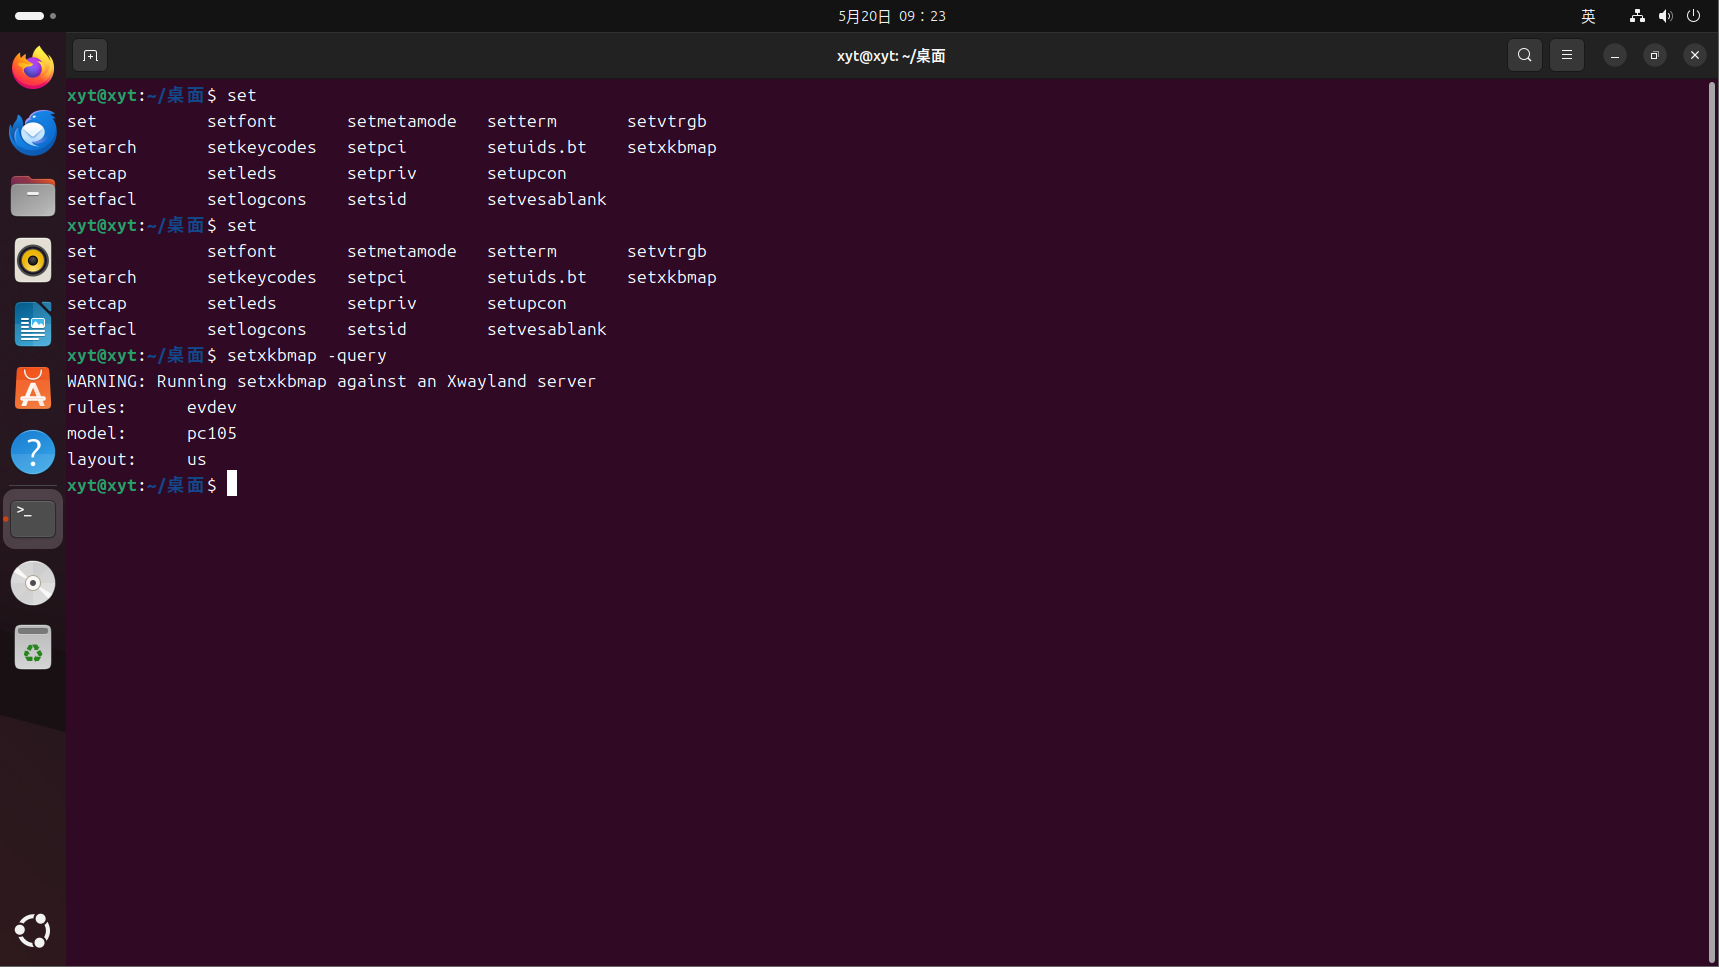 5月20日 09：23
英
xyt@xyt: ~/桌面
xyt@xyt:~/桌面$ set
set setfont setmetamode setterm setvtrgb
setarch setkeycodes setpci setuids.bt setxkbmap
setcap setleds setpriv setupcon
setfacl setlogcons setsid setvesablank
xyt@xyt:~/桌面$ set
set setfont setmetamode setterm setvtrgb
setarch setkeycodes setpci setuids.bt setxkbmap
setcap setleds setpriv setupcon
setfacl setlogcons setsid setvesablank
xyt@xyt:~/桌面$ setxkbmap -query
WARNING: Running setxkbmap against an Xwayland server
rules: evdev
model: pc105
layout: us
xyt@xyt:~/桌面$